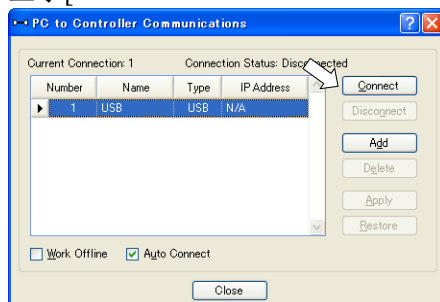 PC to Controller Communications
Current Connection: 1 Connection Status: Disconnected
Number Name Type IP Address
1 USB USB N/A
Connect
Disconnect
Add
Delete
Apply
Restore
Work Offline Auto Connect
Close